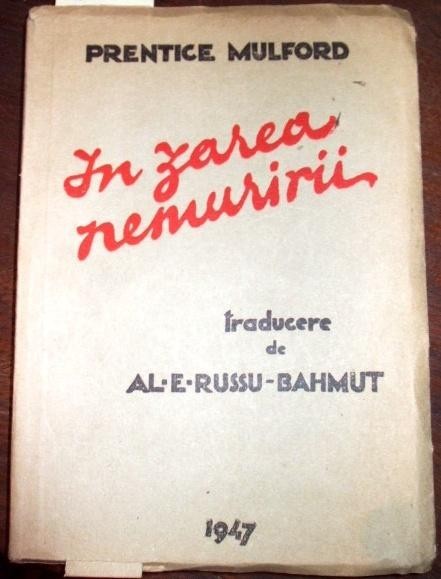 PRENTICE MULFORD
In zarea
nemuririi
traducere
de
AL·E·RUSSU-BAHMUT
1947